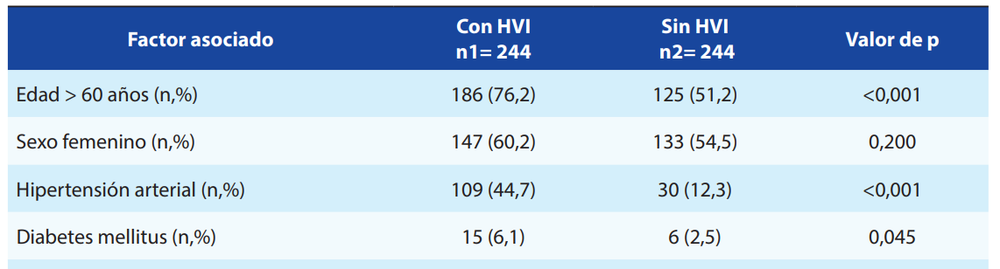 Factor asociado Con HVI n1= 244 Sin HVI n2= 244 Valor de p
Edad > 60 años (n,%) 186 (76,2) 125 (51,2) <0,001
Sexo femenino (n,%) 147 (60,2) 133 (54,5) 0,200
Hipertensión arterial (n,%) 109 (44,7) 30 (12,3) <0,001
Diabetes mellitus (n,%) 15 (6,1) 6 (2,5) 0,045